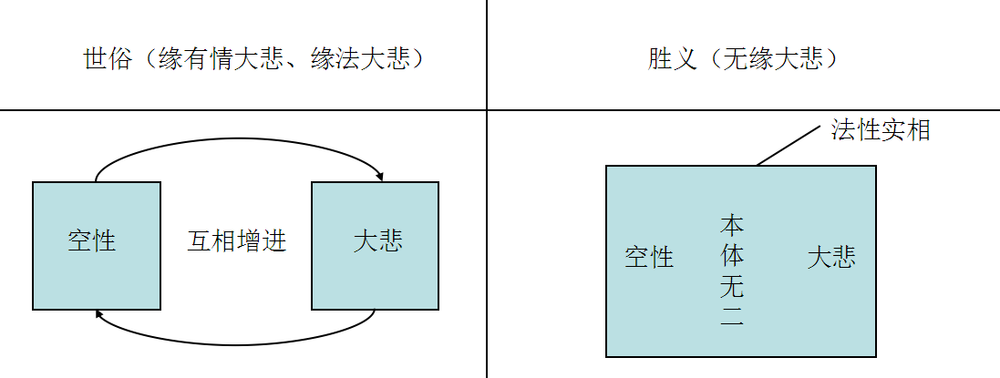 世俗（缘有情大悲、缘法大悲）
胜义（无缘大悲）
空性
互相增进
大悲
法性实相
空性
本体无二
大悲